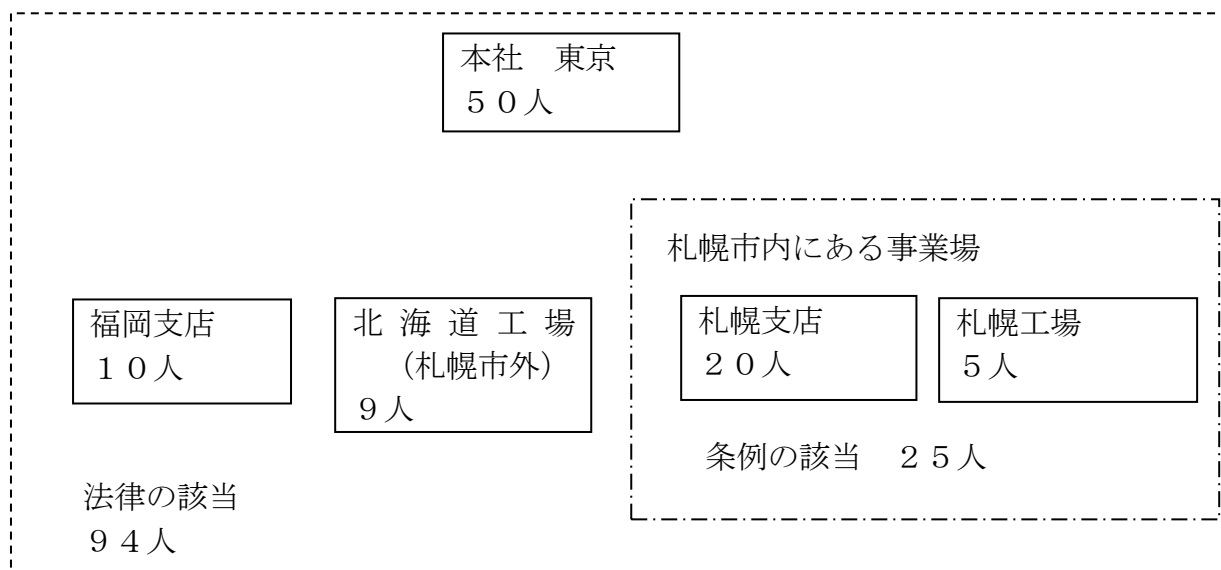 本社　東京
５０人
札幌市内にある事業場
福岡支店
１０人
北 海 道 工 場
（札幌市外）
９人
札幌支店
２０人
札幌工場
５人
条例の該当　２５人
法律の該当
９４人